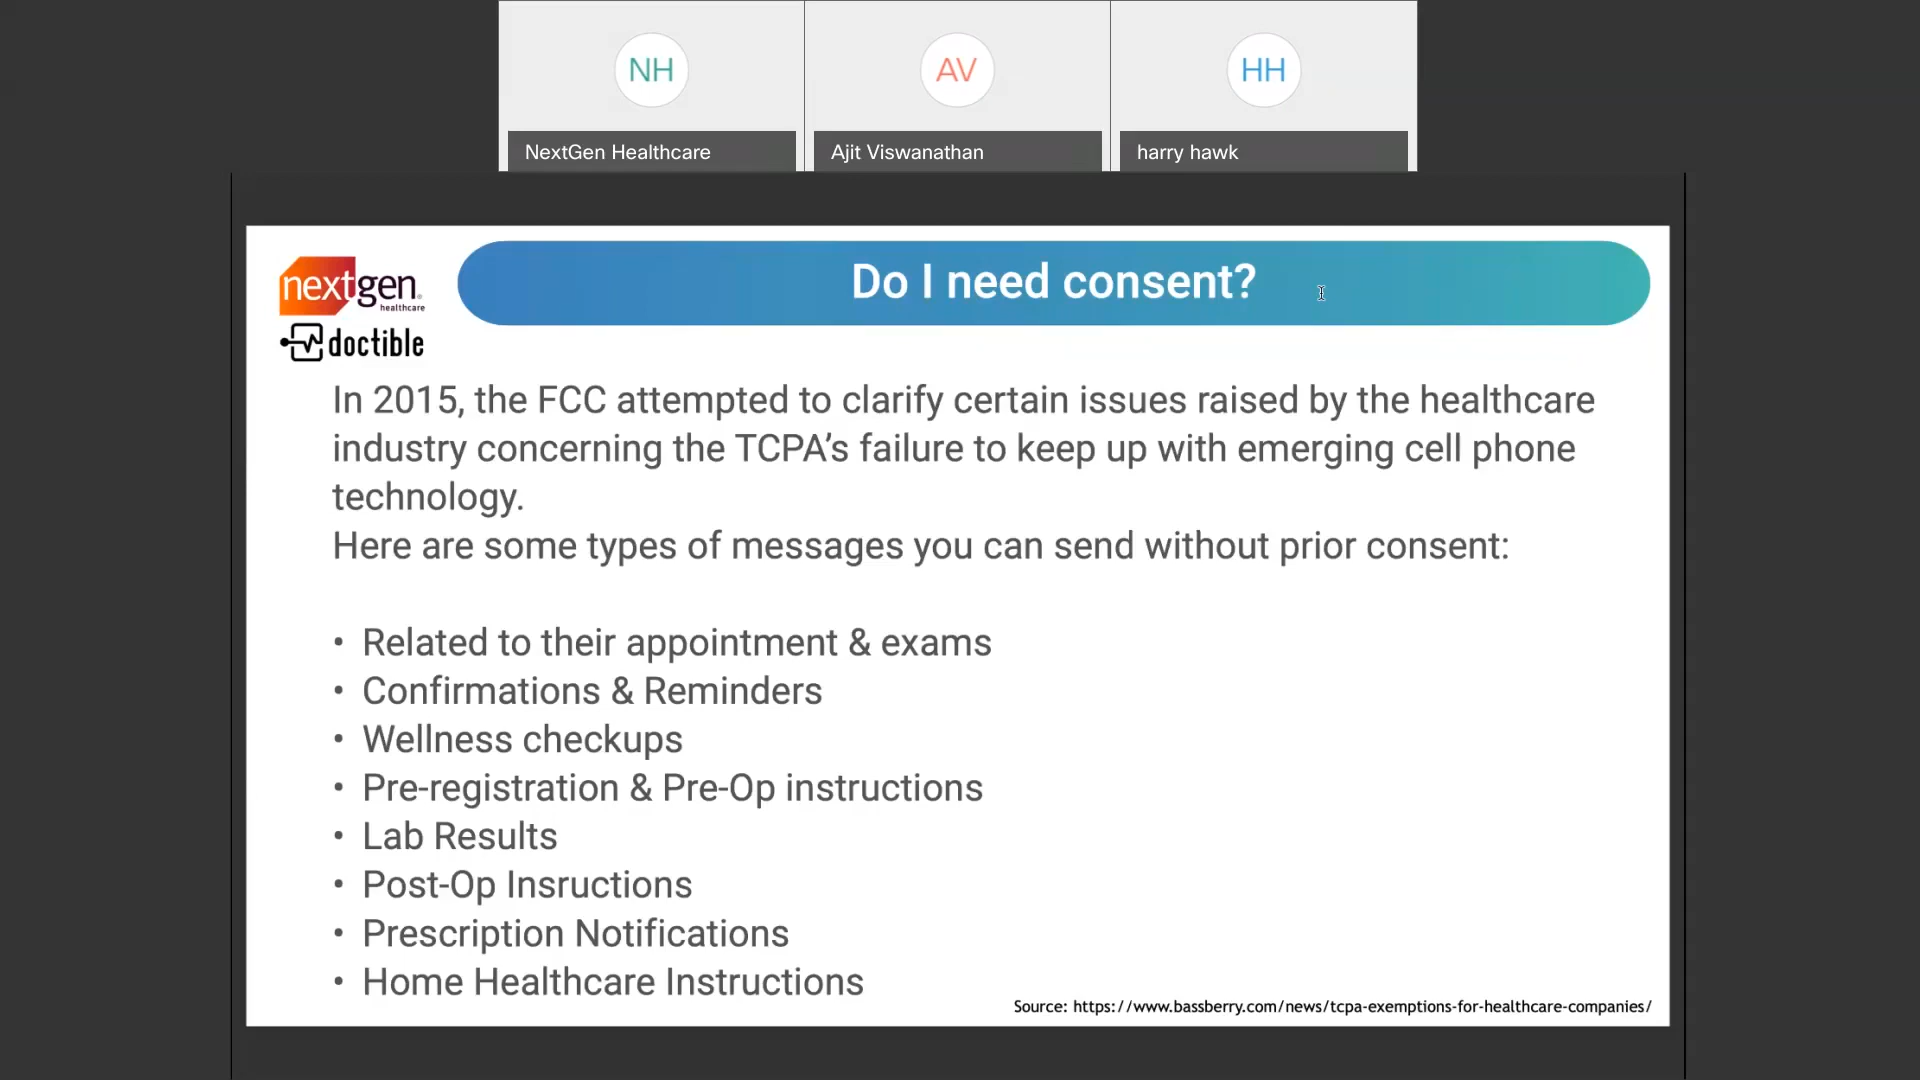 NH
AV
HH
NextGen Healthcare
Ajit Viswanathan
harry hawk
nextgen
healthcare
doctible
Do I need consent?
In 2015, the FCC attempted to clarify certain issues raised by the healthcare
industry concerning the TCPA’s failure to keep up with emerging cell phone
technology.
Here are some types of messages you can send without prior consent:
• Related to their appointment & exams
• Confirmations & Reminders
• Wellness checkups
• Pre-registration & Pre-Op instructions
• Lab Results
• Post-Op Insructions
• Prescription Notifications
• Home Healthcare Instructions
Source: https://www.bassberry.com/news/tcpa-exemptions-for-healthcare-companies/